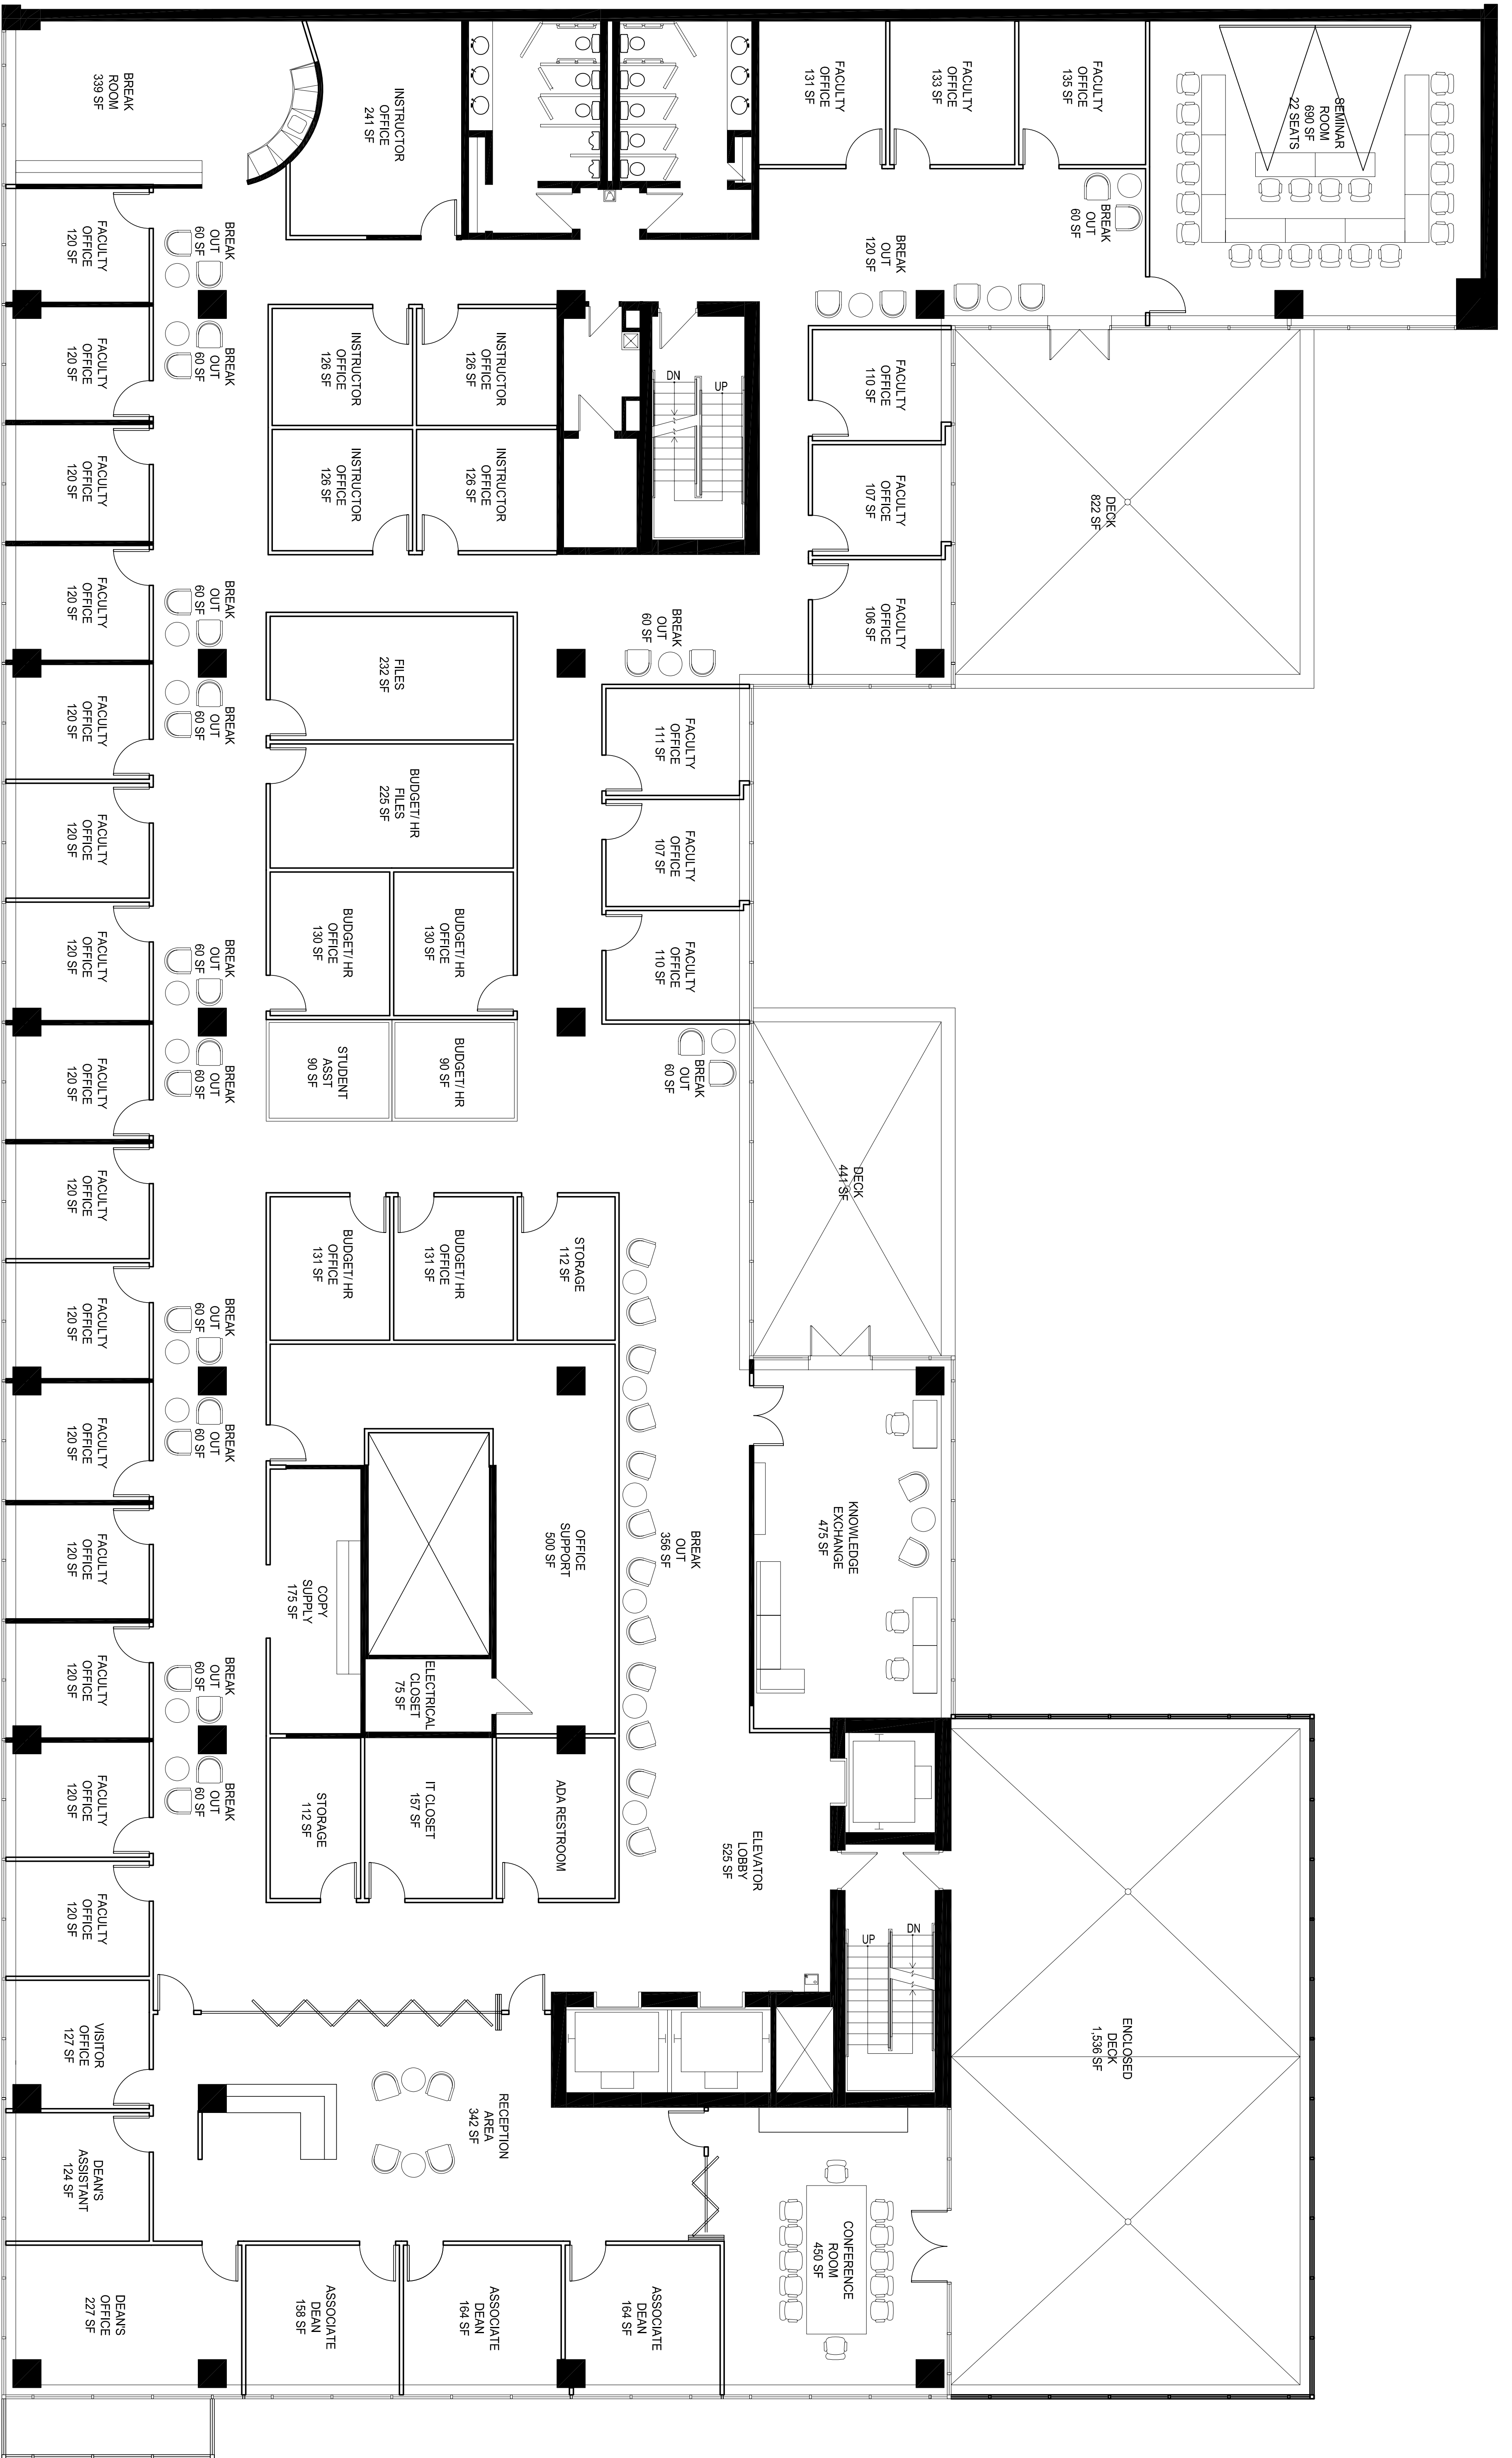 SEMINAR
ROOM
690 SF
22 SEATS
DECK
822 SF
ENCLOSED
DECK
1,536 SF
FACULTY
OFFICE
135 SF
BREAK
OUT
60 SF
FACULTY
OFFICE
133 SF
BREAK
OUT
120 SF
FACULTY
OFFICE
131 SF
FACULTY
OFFICE
110 SF
FACULTY
OFFICE
107 SF
FACULTY
OFFICE
106 SF
DECK
441 SF
KNOWLEDGE
EXCHANGE
475 SF
DN
UP
CONFERENCE
ROOM
450 SF
UP
DN
BREAK
OUT
60 SF
FACULTY
OFFICE
111 SF
FACULTY
OFFICE
107 SF
FACULTY
OFFICE
110 SF
BREAK
OUT
60 SF
BREAK
OUT
356 SF
ELEVATOR
LOBBY
525 SF
ASSOCIATE
DEAN
164 SF
INSTRUCTOR
OFFICE
241 SF
INSTRUCTOR
OFFICE
126 SF
INSTRUCTOR
OFFICE
126 SF
FILES
232 SF
BUDGET/ HR
FILES
225 SF
BUDGET/ HR
OFFICE
130 SF
BUDGET/ HR
90 SF
BUDGET/ HR
OFFICE
131 SF
STORAGE
112 SF
OFFICE
SUPPORT
500 SF
ELECTRICAL
CLOSET
75 SF
ADA RESTROOM
IT CLOSET
157 SF
RECEPTION
AREA
342 SF
ASSOCIATE
DEAN
164 SF
INSTRUCTOR
OFFICE
126 SF
INSTRUCTOR
OFFICE
126 SF
BUDGET/ HR
OFFICE
130 SF
STUDENT
ASST
90 SF
BUDGET/ HR
OFFICE
131 SF
COPY
SUPPLY
175 SF
STORAGE
112 SF
ASSOCIATE
DEAN
158 SF
BREAK
OUT
60 SF
BREAK
OUT
60 SF
BREAK
OUT
60 SF
BREAK
OUT
60 SF
BREAK
OUT
60 SF
BREAK
OUT
60 SF
BREAK
OUT
60 SF
BREAK
OUT
60 SF
BREAK
OUT
60 SF
BREAK
OUT
60 SF
BREAK
ROOM
339 SF
FACULTY
OFFICE
120 SF
FACULTY
OFFICE
120 SF
FACULTY
OFFICE
120 SF
FACULTY
OFFICE
120 SF
FACULTY
OFFICE
120 SF
FACULTY
OFFICE
120 SF
FACULTY
OFFICE
120 SF
FACULTY
OFFICE
120 SF
FACULTY
OFFICE
120 SF
FACULTY
OFFICE
120 SF
FACULTY
OFFICE
120 SF
FACULTY
OFFICE
120 SF
FACULTY
OFFICE
120 SF
FACULTY
OFFICE
120 SF
FACULTY
OFFICE
120 SF
VISITOR
OFFICE
127 SF
DEAN'S
ASSISTANT
124 SF
DEAN'S
OFFICE
227 SF